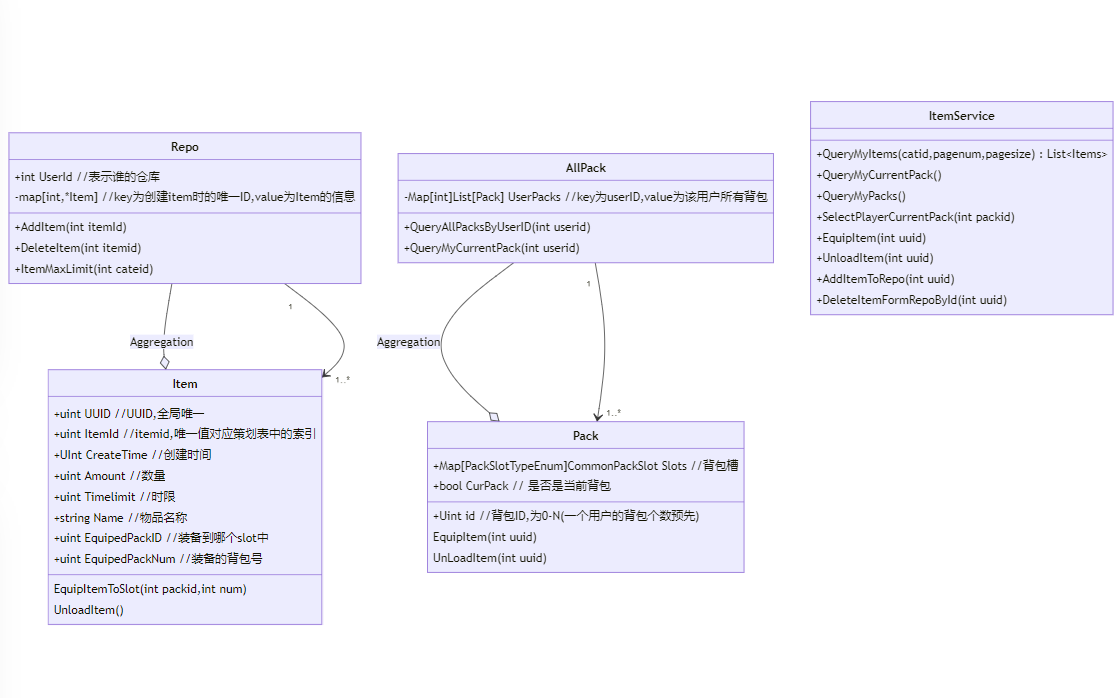 Repo
+int UserId //表示谁的仓库
-map[int,*Item] //key为创建item时的唯一ID,value为Item的信息
+AddItem(int itemId)
+DeleteItem(int itemid)
+ItemMaxLimit(int cateid)
AllPack
-Map[int]List[Pack] UserPacks //key为userID,value为该用户所有背包
+QueryAllPacksByUserID(int userid)
+QueryMyCurrentPack(int userid)
ItemService
+QueryMyItems(catid,pagenum,pagesize) : List<Items>
+QueryMyCurrentPack()
+QueryMyPacks()
+SelectPlayerCurrentPack(int packid)
+EquipItem(int uuid)
+UnloadItem(int uuid)
+AddItemToRepo(int uuid)
+DeleteItemFormRepoById(int uuid)
1
Aggregation
1..*
1
Aggregation
1..*
Item
+uint UUID //UUID,全局唯一
+uint ItemId //itemid,唯一值对应策划表中的索引
+UInt CreateTime //创建时间
+uint Amount //数量
+uint Timelimit //时限
+string Name //物品名称
+uint EquipedPackID //装备到哪个slot中
+uint EquipedPackNum //装备的背包号
EquipItemToSlot(int packid,int num)
UnloadItem()
Pack
+Map[PackSlotTypeEnum]CommonPackSlot Slots //背包槽
+bool CurPack // 是否是当前背包
+Uint id //背包ID,为0-N(一个用户的背包个数预先)
EquipItem(int uuid)
UnLoadItem(int uuid)